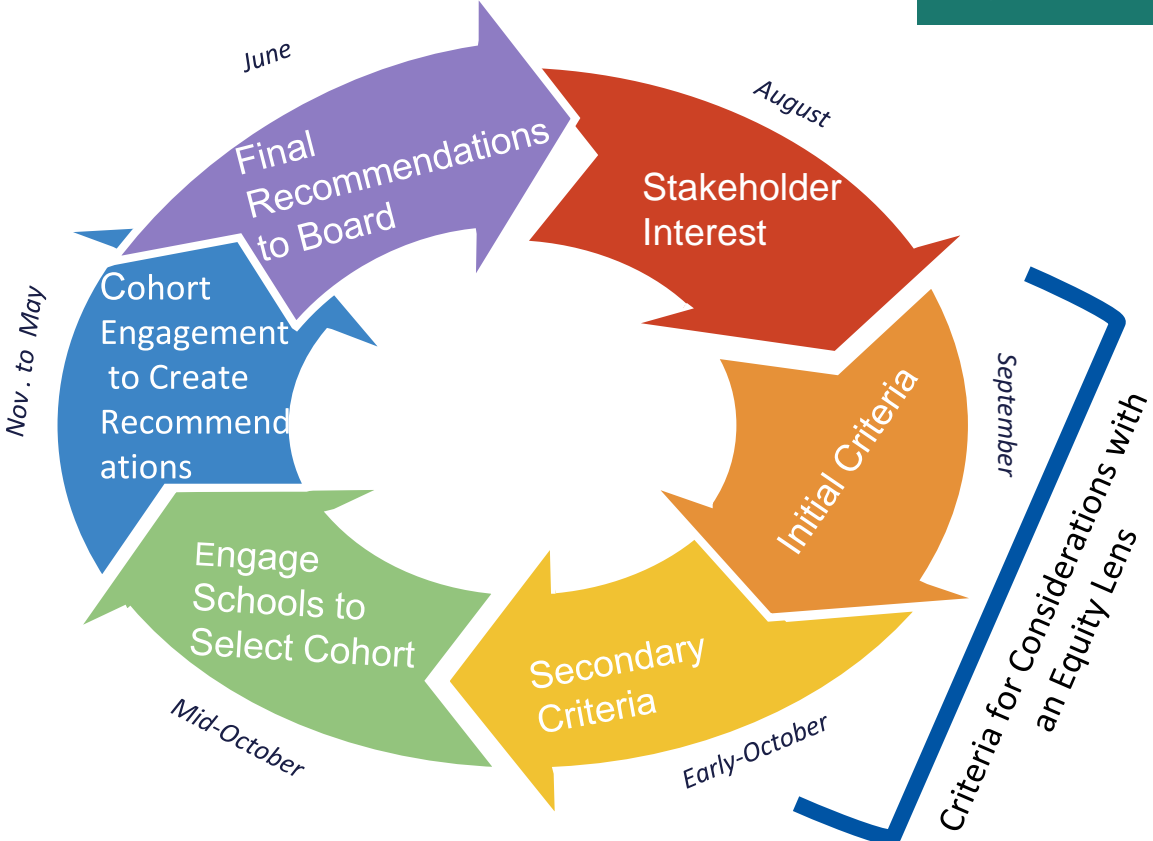 June
Final
Recommendations
to Board
August
Stakeholder
Interest
September
Initial Criteria
Criteria for Considerations with
an Equity Lens
Early-October
Secondary
Criteria
Mid-October
Engage
Schools to
Select Cohort
Nov. to May
Cohort
Engagement
to Create
Recommend
ations